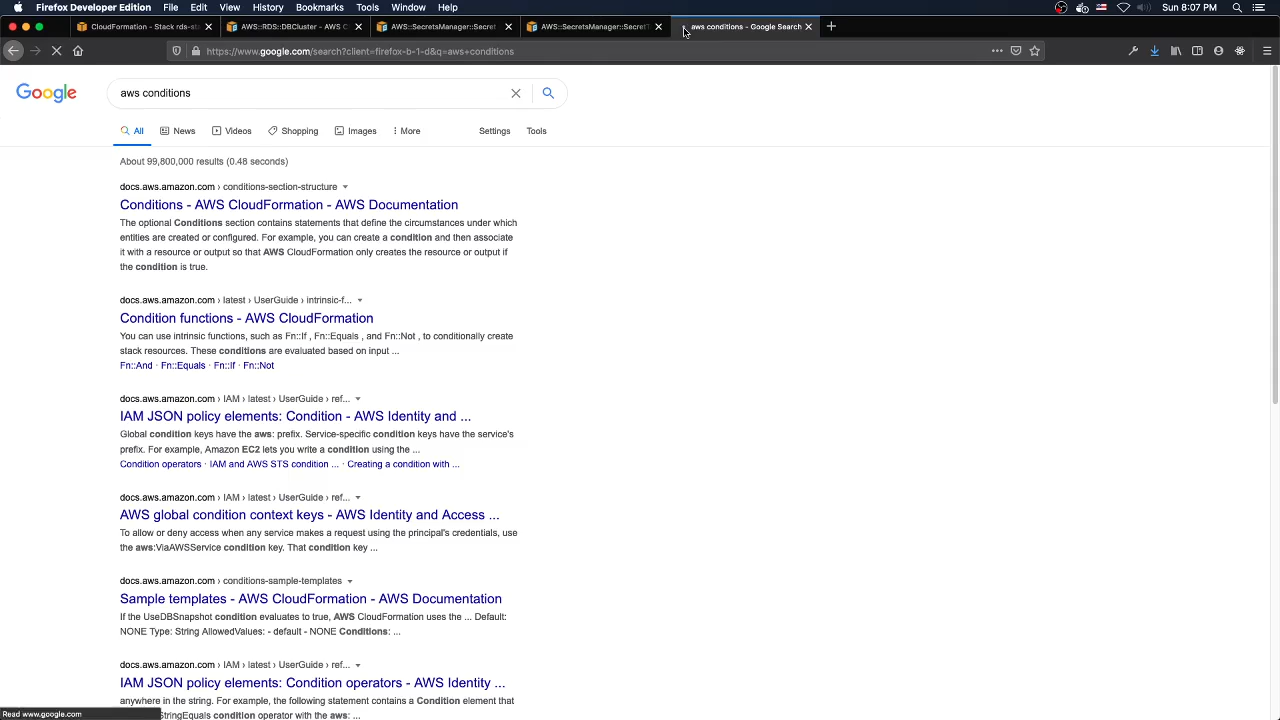 Firefox Developer Edition File Edit View History Bookmarks Tools Window Help Sun 8:07 PM
CloudFormation - Stack rds-st AWS::RDS::DBCluster - AWS C AWS::SecretsManager::Secret AWS::SecretsManager::SecretT aws conditions - Google Search
https://www.google.com/search?client=firefox-b-1-d&q=aws+conditions
Google
aws conditions
All News Videos Shopping Images More Settings Tools
About 99,800,000 results (0.48 seconds)
docs.aws.amazon.com › conditions-section-structure
Conditions - AWS CloudFormation - AWS Documentation
The optional Conditions section contains statements that define the circumstances under which
entities are created or configured. For example, you can create a condition and then associate
it with a resource or output so that AWS CloudFormation only creates the resource or output if
the condition is true.
docs.aws.amazon.com › latest › UserGuide › intrinsic-f...
Condition functions - AWS CloudFormation
You can use intrinsic functions, such as Fn::If , Fn::Equals , and Fn::Not , to conditionally create
stack resources. These conditions are evaluated based on input ...
Fn::And · Fn::Equals · Fn::If · Fn::Not
docs.aws.amazon.com › IAM › latest › UserGuide › ref...
IAM JSON policy elements: Condition - AWS Identity and ...
Global condition keys have the aws: prefix. Service-specific condition keys have the service's
prefix. For example, Amazon EC2 lets you write a condition using the ...
Condition operators · IAM and AWS STS condition ... · Creating a condition with ...
docs.aws.amazon.com › IAM › latest › UserGuide › ref...
AWS global condition context keys - AWS Identity and Access ...
To allow or deny access when any service makes a request using the principal's credentials, use
the aws:ViaAWSService condition key. That condition key ...
docs.aws.amazon.com › conditions-sample-templates
Sample templates - AWS CloudFormation - AWS Documentation
If the UseDBSnapshot condition evaluates to true, AWS CloudFormation uses the ... Default:
NONE Type: String AllowedValues: - default - NONE Conditions: ...
docs.aws.amazon.com › IAM › latest › UserGuide › ref...
IAM JSON policy elements: Condition operators - AWS Identity ...
anywhere in the string. For example, the following statement contains a Condition element that
StringEquals condition operator with the aws: ...
Read www.google.com